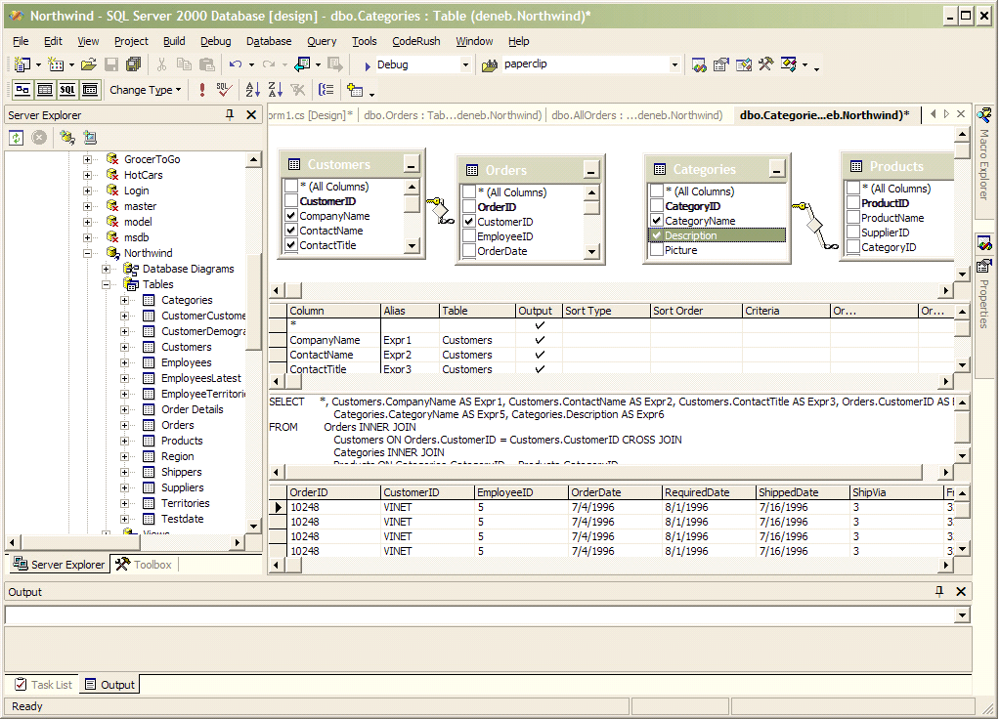 Northwind - SQL Server 2000 Database [design] - dbo.Categories : Table (deneb.Northwind)*
File Edit View Project Build Debug Database Query Tools CodeRush Window Help
Debug paperclip
SQL Change Type SQL
Server Explorer
GrocerToGo
HotCars
Login
master
model
msdb
Northwind
Database Diagrams
Tables
Categories
CustomerCustome
CustomerDemogra
Customers
Employees
EmployeesLatest
EmployeeTerritorie
Order Details
Orders
Products
Region
Shippers
Suppliers
Territories
Testdate
Views
Server Explorer Toolbox
orm1.cs [Design]* dbo.Orders : Tab...deneb.Northwind) dbo.AllOrders : ...deneb.Northwind) dbo.Categorie...eb.Northwind)*
Customers
* (All Columns)
CustomerID
CompanyName
ContactName
ContactTitle
Orders
* (All Columns)
OrderID
CustomerID
EmployeeID
OrderDate
Categories
* (All Columns)
CategoryID
CategoryName
Description
Picture
Products
* (All Columns)
ProductID
ProductName
SupplierID
CategoryID
Column Alias Table Output Sort Type Sort Order Criteria Or... Or...
*
CompanyName Expr1 Customers
ContactName Expr2 Customers
ContactTitle Expr3 Customers
SELECT *, Customers.CompanyName AS Expr1, Customers.ContactName AS Expr2, Customers.ContactTitle AS Expr3, Orders.CustomerID AS E
Categories.CategoryName AS Expr5, Categories.Description AS Expr6
FROM Orders INNER JOIN
Customers ON Orders.CustomerID = Customers.CustomerID CROSS JOIN
Categories INNER JOIN
Products ON Categories.CategoryID = Products.CategoryID
OrderID CustomerID EmployeeID OrderDate RequiredDate ShippedDate ShipVia Fr
10248 VINET 5 7/4/1996 8/1/1996 7/16/1996 3 3
10248 VINET 5 7/4/1996 8/1/1996 7/16/1996 3 3
10248 VINET 5 7/4/1996 8/1/1996 7/16/1996 3 3
10248 VINET 5 7/4/1996 8/1/1996 7/16/1996 3 3
Macro Explorer
Properties
Output
Task List Output
Ready